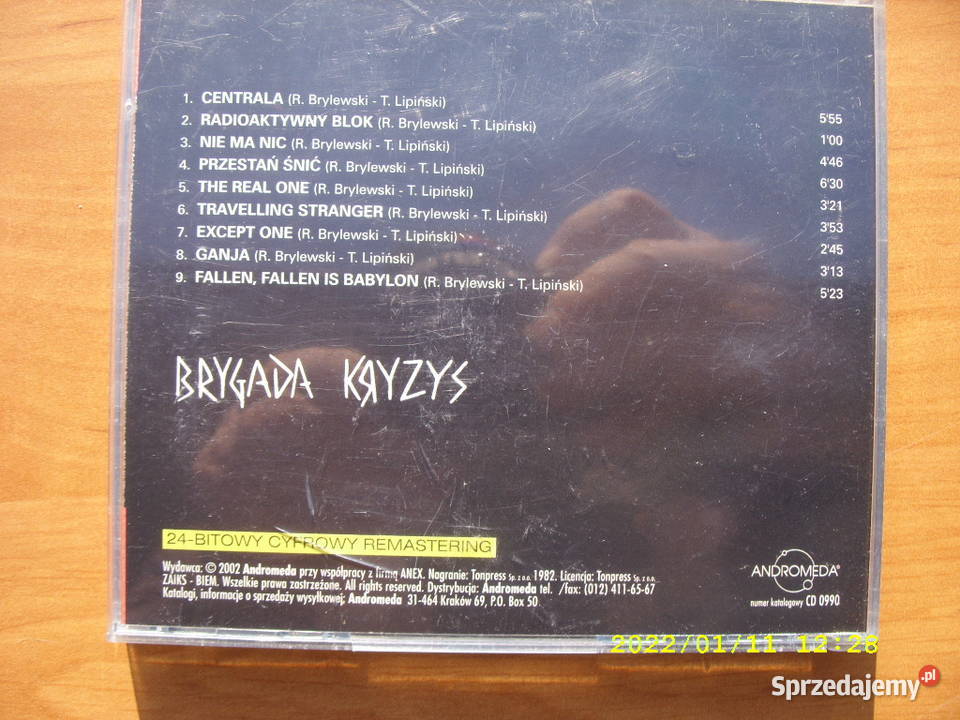 1. CENTRALA (R. Brylewski - T. Lipiński) 5'55
2. RADIOAKTYWNY BLOK (R. Brylewski - T. Lipiński) 1'00
3. NIE MA NIC (R. Brylewski - T. Lipiński) 4'46
4. PRZESTAŃ ŚNIĆ (R. Brylewski - T. Lipiński) 6'30
5. THE REAL ONE (R. Brylewski - T. Lipiński) 3'21
6. TRAVELLING STRANGER (R. Brylewski - T. Lipiński) 3'53
7. EXCEPT ONE (R. Brylewski - T. Lipiński) 2'45
8. GANJA (R. Brylewski - T. Lipiński) 3'13
9. FALLEN, FALLEN IS BABYLON (R. Brylewski - T. Lipiński) 5'23
BRYGADA KЯYZYS
24-BITOWY CYFROWY REMASTERING
Wydawca: © 2002 Andromeda przy współpracy z firmą ANEX. Nagranie: Tonpress Sp. z o.o. 1982. Licencja: Tonpress Sp. z o.o.
ZAIKS - BIEM. Wszelkie prawa zastrzeżone. All rights reserved. Dystrybucja: Andromeda tel. /fax: (012) 411-65-67
Katalogi, informacje o sprzedaży wysyłkowej: Andromeda 31-464 Kraków 69, P.O. Box 50
ANDROMEDA®
numer katalogowy CD 0990
2022/01/11 12:28
Sprzedajemy.pl